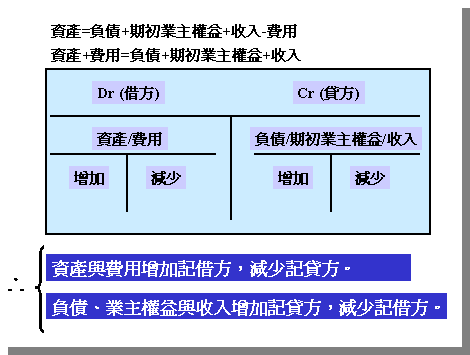 資產=負債+期初業主權益+收入-費用
資產+費用=負債+期初業主權益+收入
Dr (借方) Cr (貸方)
資產/費用 負債/期初業主權益/收入
增加 減少 增加 減少
資產與費用增加記借方，減少記貸方。
負債、業主權益與收入增加記貸方，減少記借方。